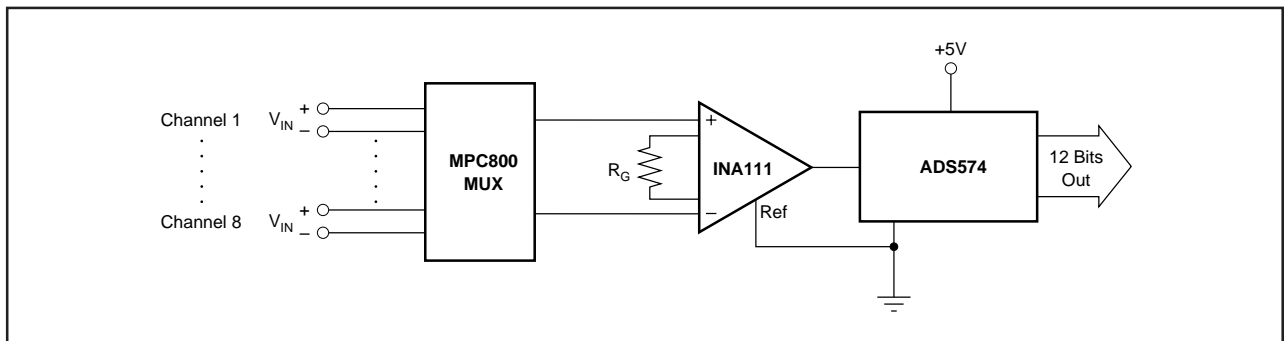 +5V
Channel 1 V_IN + –
MPC800
MUX
+
R_G
INA111
–
Ref
ADS574
12 Bits
Out
Channel 8 V_IN + –